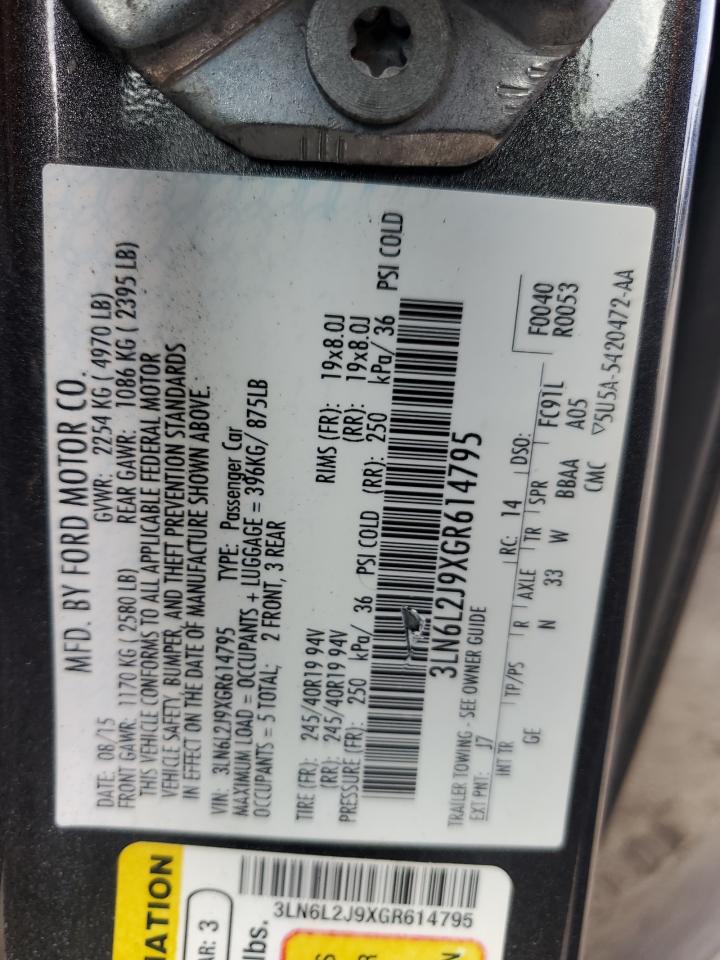 MFD. BY FORD MOTOR CO.
DATE: 08/15 GVWR: 2254 KG ( 4970 LB)
FRONT GAWR: 1170 KG ( 2580 LB) REAR GAWR: 1086 KG ( 2395 LB)
THIS VEHICLE CONFORMS TO ALL APPLICABLE FEDERAL MOTOR
VEHICLE SAFETY, BUMPER, AND THEFT PREVENTION STANDARDS
IN EFFECT ON THE DATE OF MANUFACTURE SHOWN ABOVE.
VIN: 3LN6L2J9XGR614795 TYPE: Passenger Car
MAXIMUM LOAD = OCCUPANTS + LUGGAGE = 396KG/ 875LB
OCCUPANTS = 5 TOTAL; 2 FRONT, 3 REAR
TIRE (FR): 245/40R19 94V RIMS (FR): 19x8.0J
(RR): 245/40R19 94V (RR): 19x8.0J
PRESSURE (FR): 250 kPa/ 36 PSI COLD (RR): 250 kPa/ 36 PSI COLD
3LN6L2J9XGR614795
TRAILER TOWING - SEE OWNER GUIDE
EXT PNT: J7 RC: 14 DSO: F0040
R0053
INT TR TP/PS R AXLE TR SPR FC91L
GE N 33 W BBAA A05
CMC ▽5U5A-5420472-AA
3LN6L2J9XGR614795
AR: 3
lbs.
MATION